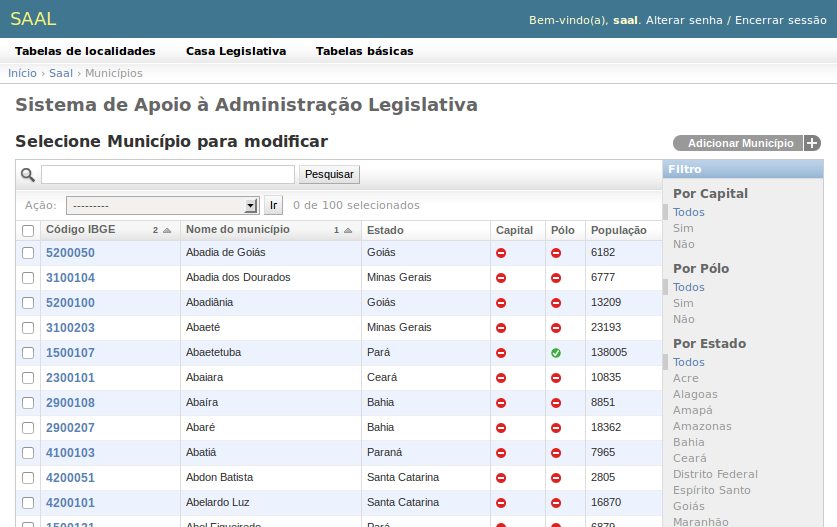 SAAL
Bem-vindo(a), saal. Alterar senha / Encerrar sessão
Tabelas de localidades Casa Legislativa Tabelas básicas
Início › Saal › Municípios
Sistema de Apoio à Administração Legislativa
Selecione Município para modificar
Adicionar Município +
Pesquisar
Ação: --------- Ir 0 de 100 selecionados
Código IBGE 2 Nome do município 1 Estado Capital Pólo População
5200050 Abadia de Goiás Goiás 6182
3100104 Abadia dos Dourados Minas Gerais 6777
5200100 Abadiânia Goiás 13209
3100203 Abaeté Minas Gerais 23193
1500107 Abaetetuba Pará 138005
2300101 Abaiara Ceará 10835
2900108 Abaíra Bahia 8851
2900207 Abaré Bahia 18362
4100103 Abatiá Paraná 7965
4200051 Abdon Batista Santa Catarina 2805
4200101 Abelardo Luz Santa Catarina 16870
1500131 Abel Figueiredo Pará 6879
Filtro
Por Capital
Todos
Sim
Não
Por Pólo
Todos
Sim
Não
Por Estado
Todos
Acre
Alagoas
Amapá
Amazonas
Bahia
Ceará
Distrito Federal
Espírito Santo
Goiás
Maranhão